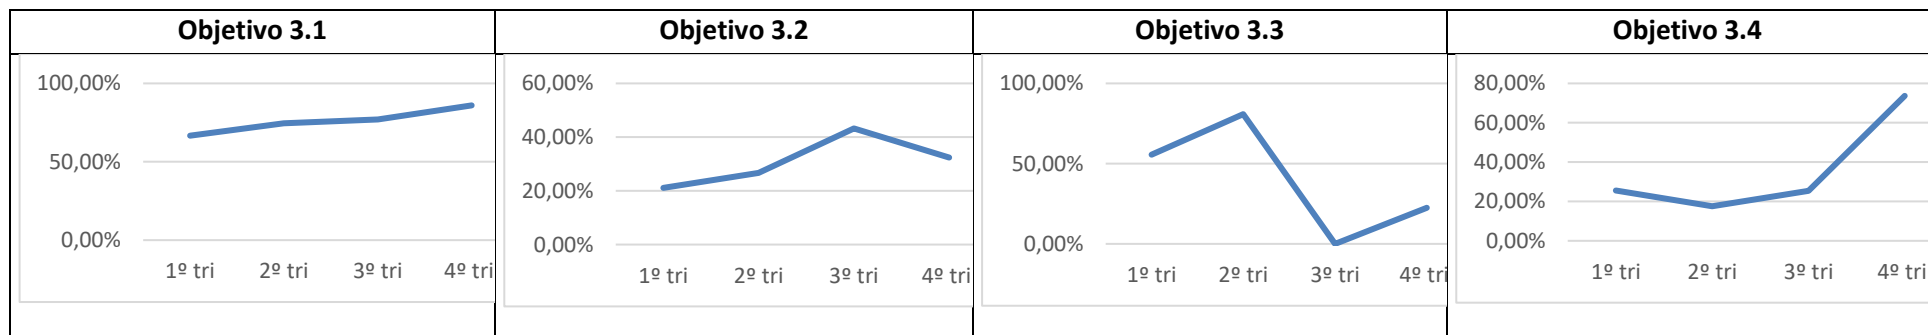 Objetivo 3.1
100,00%
50,00%
0,00%
1º tri 2º tri 3º tri 4º tri
Objetivo 3.2
60,00%
40,00%
20,00%
0,00%
1º tri 2º tri 3º tri 4º tri
Objetivo 3.3
100,00%
50,00%
0,00%
1º tri 2º tri 3º tri 4º tri
Objetivo 3.4
80,00%
60,00%
40,00%
20,00%
0,00%
1º tri 2º tri 3º tri 4º tri